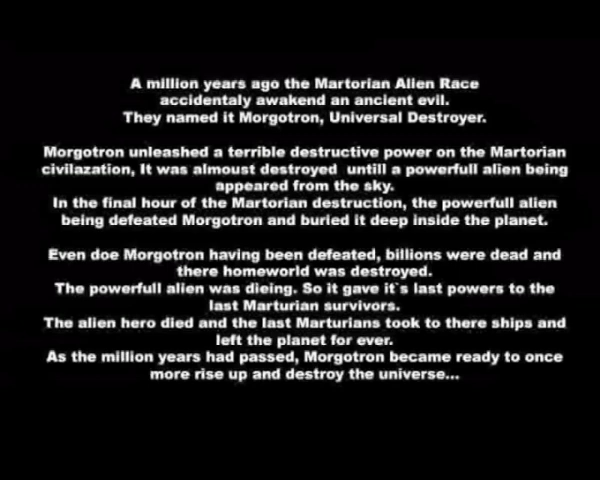 A million years ago the Martorian Alien Race
accidentaly awakend an ancient evil.
They named it Morgotron, Universal Destroyer.
Morgotron unleashed a terrible destructive power on the Martorian
civilazation, It was almoust destroyed untill a powerfull alien being
appeared from the sky.
In the final hour of the Martorian destruction, the powerfull alien
being defeated Morgotron and buried it deep inside the planet.
Even doe Morgotron having been defeated, billions were dead and
there homeworld was destroyed.
The powerfull alien was dieing. So it gave it`s last powers to the
last Marturian survivors.
The alien hero died and the last Marturians took to there ships and
left the planet for ever.
As the million years had passed, Morgotron became ready to once
more rise up and destroy the universe...